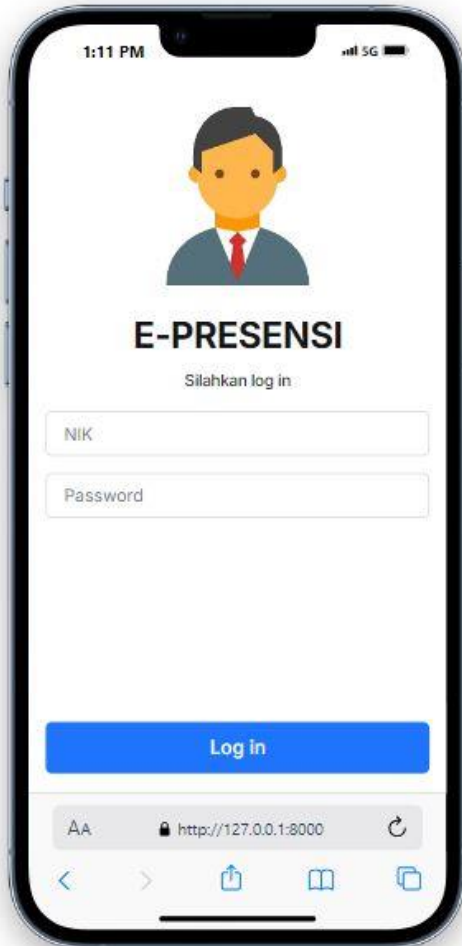 1:11 PM 5G
E-PRESENSI
Silahkan log in
NIK
Password
Log in
AA http://127.0.0.1:8000